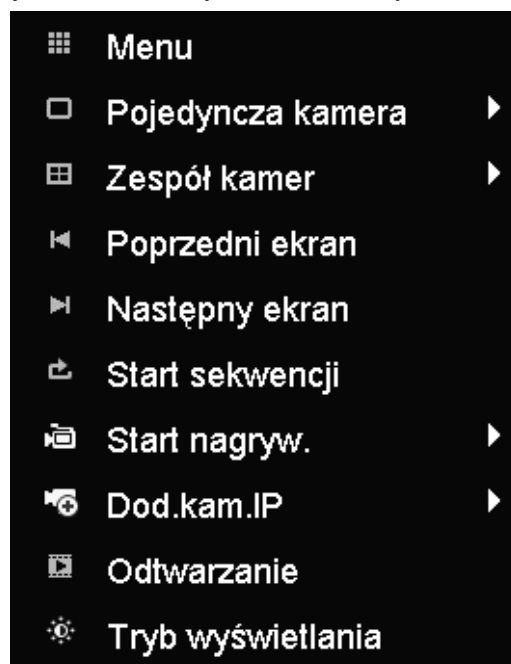 Menu
Pojedyncza kamera
Zespół kamer
Poprzedni ekran
Następny ekran
Start sekwencji
Start nagryw.
Dod.kam.IP
Odtwarzanie
Tryb wyświetlania